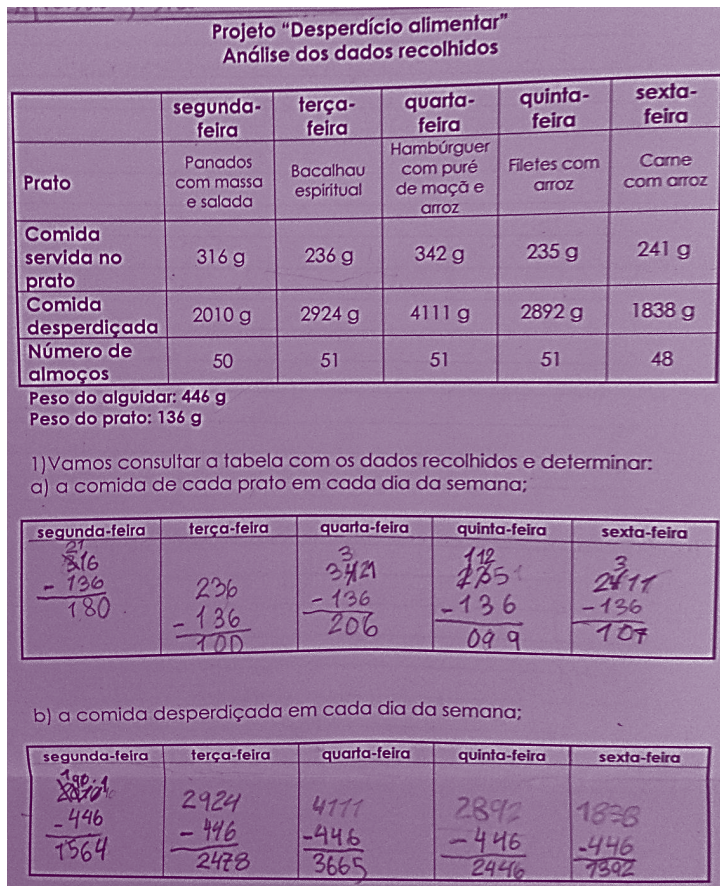 Projeto “Desperdício alimentar”
Análise dos dados recolhidos
segunda-feira terça-feira quarta-feira quinta-feira sexta-feira
Prato Panados com massa e salada Bacalhau espiritual Hambúrguer com puré de maçã e arroz Filetes com arroz Carne com arroz
Comida servida no prato 316 g 236 g 342 g 235 g 241 g
Comida desperdiçada 2010 g 2924 g 4111 g 2892 g 1838 g
Número de almoços 50 51 51 51 48
Peso do alguidar: 446 g
Peso do prato: 136 g
1)Vamos consultar a tabela com os dados recolhidos e determinar:
a) a comida de cada prato em cada dia da semana;
segunda-feira terça-feira quarta-feira quinta-feira sexta-feira
316 236
- 136 - 136 - 136 - 136 - 136
180 100 206 099 107
b) a comida desperdiçada em cada dia da semana;
segunda-feira terça-feira quarta-feira quinta-feira sexta-feira
2924 4111 2892 1838
- 446 - 446 - 446 - 446 - 446
1564 2478 3665 2446 1392